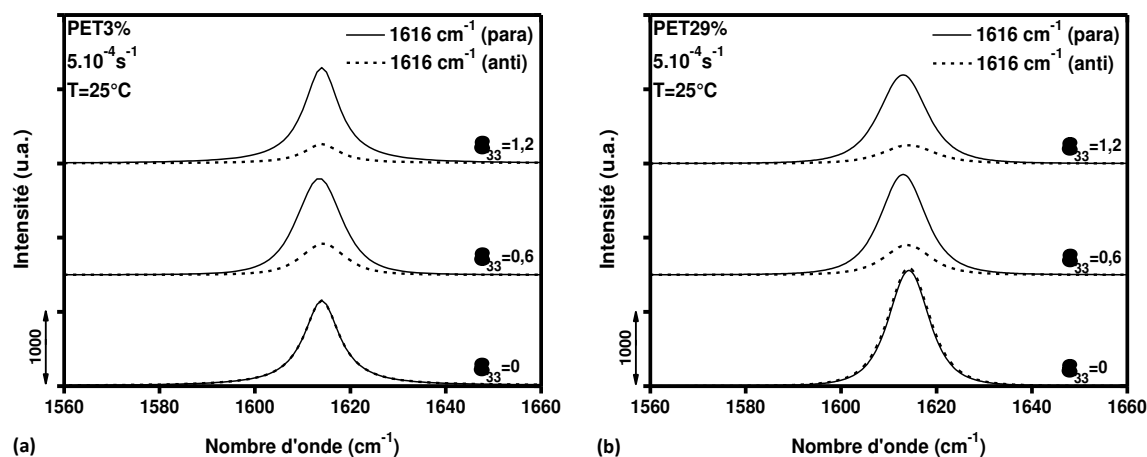 PET3%
5.10⁻⁴s⁻¹
T=25°C
1616 cm⁻¹ (para)
1616 cm⁻¹ (anti)
33=1,2
33=0,6
33=0
1000
Intensité (u.a.)
1560 1580 1600 1620 1640 1660
Nombre d'onde (cm⁻¹)
(a)
PET29%
5.10⁻⁴s⁻¹
T=25°C
1616 cm⁻¹ (para)
1616 cm⁻¹ (anti)
33=1,2
33=0,6
33=0
1000
Intensité (u.a.)
1560 1580 1600 1620 1640 1660
Nombre d'onde (cm⁻¹)
(b)